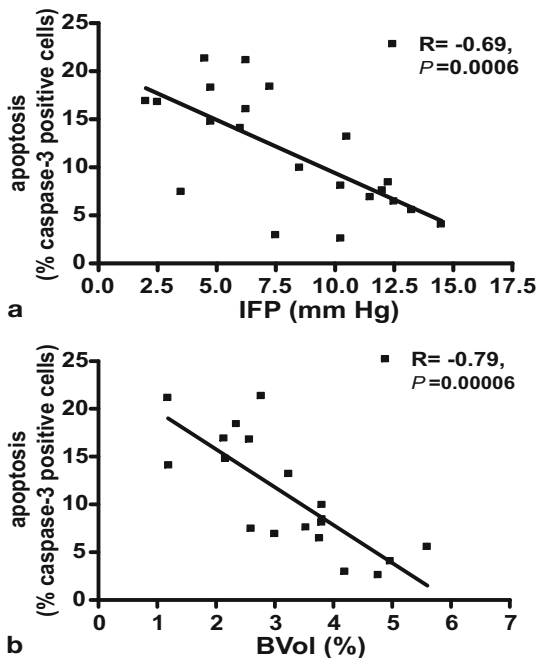 25
20
15
10
5
0
apoptosis
(% caspase-3 positive cells)
R= -0.69,
P=0.0006
0.0 2.5 5.0 7.5 10.0 12.5 15.0 17.5
IFP (mm Hg)
a
25
20
15
10
5
0
apoptosis
(% caspase-3 positive cells)
R= -0.79,
P=0.00006
0 1 2 3 4 5 6 7
BVol (%)
b